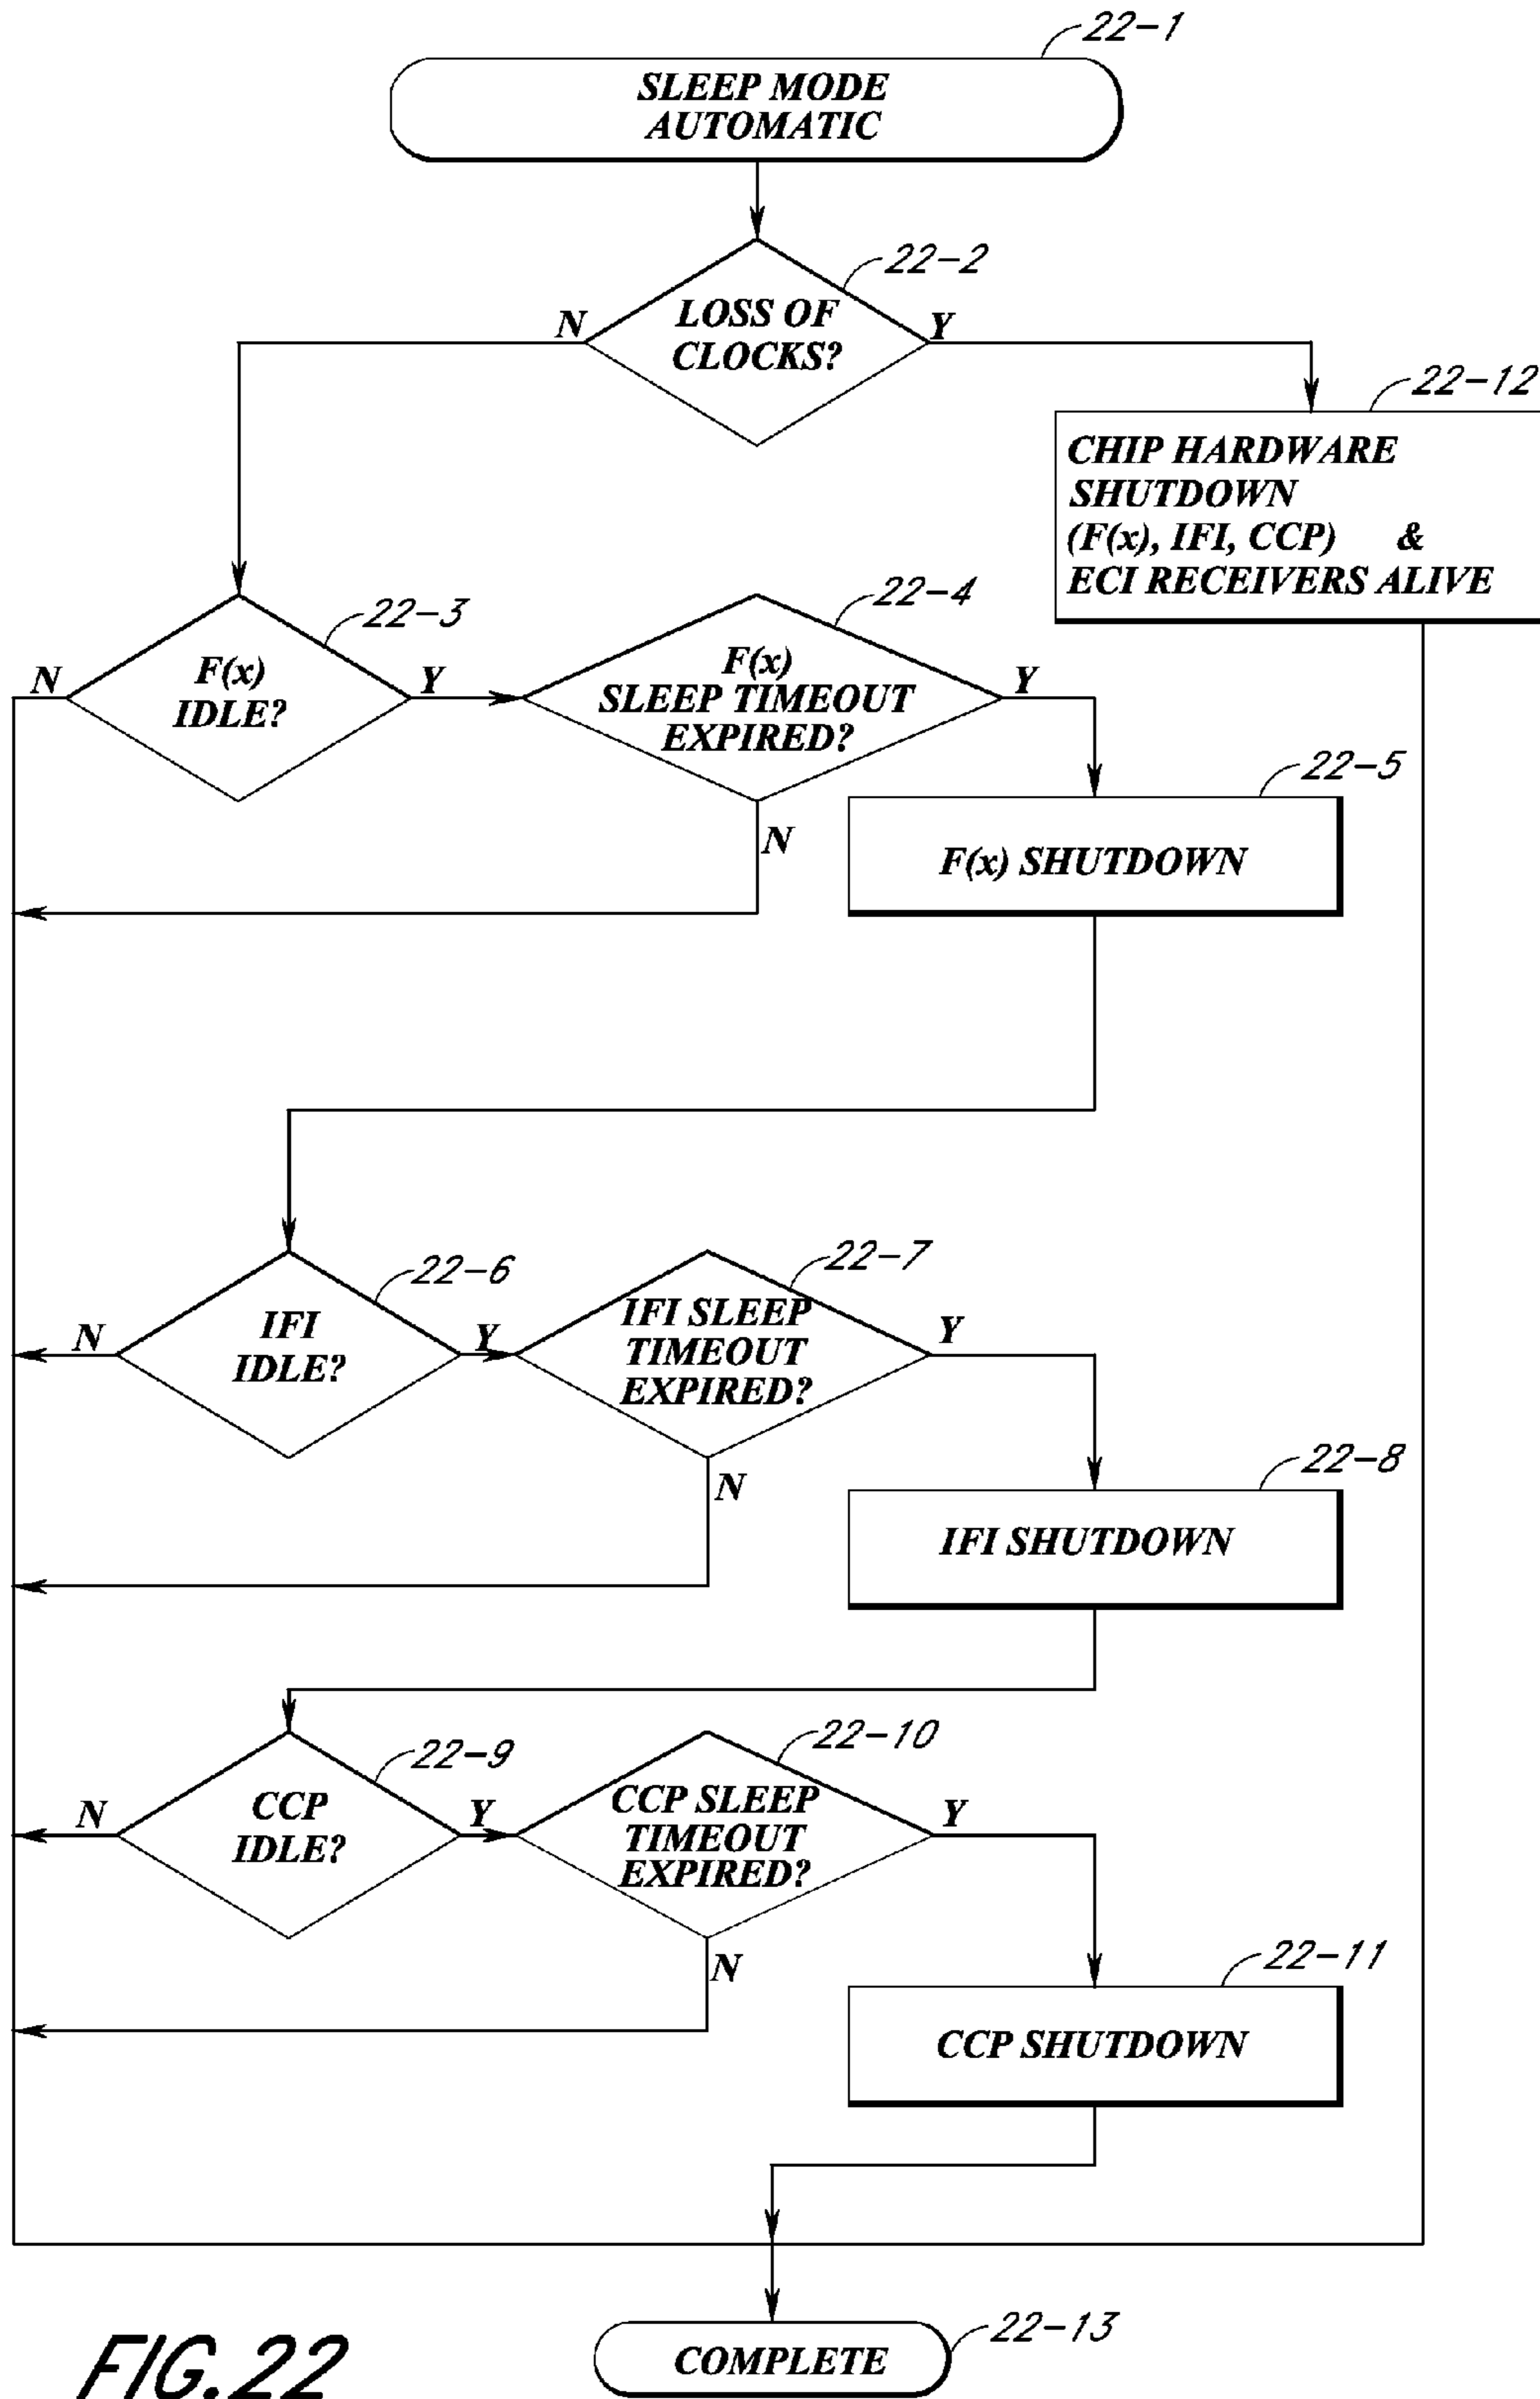 22-1
SLEEP MODE
AUTOMATIC
22-2
LOSS OF
CLOCKS?
N
Y
22-12
CHIP HARDWARE
SHUTDOWN
(F(x), IFI, CCP) &
ECI RECEIVERS ALIVE
22-3
F(x)
IDLE?
N
Y
22-4
F(x)
SLEEP TIMEOUT
EXPIRED?
Y
N
22-5
F(x) SHUTDOWN
22-6
IFI
IDLE?
N
Y
22-7
IFI SLEEP
TIMEOUT
EXPIRED?
Y
N
22-8
IFI SHUTDOWN
22-9
CCP
IDLE?
N
Y
22-10
CCP SLEEP
TIMEOUT
EXPIRED?
Y
N
22-11
CCP SHUTDOWN
22-13
COMPLETE
FIG.22